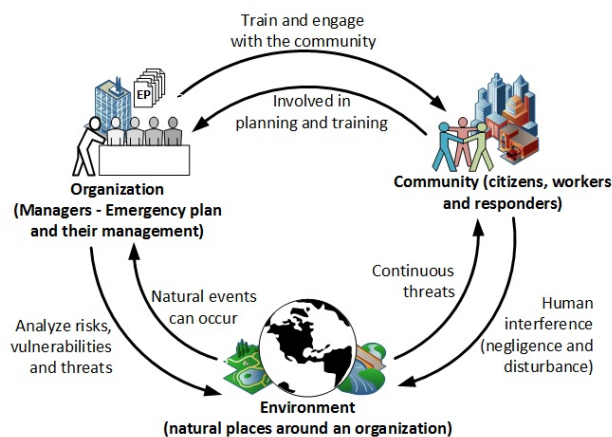 Train and engage
with the community
EP
Involved in
planning and training
Organization
(Managers - Emergency plan
and their management)
Community (citizens, workers
and responders)
Natural events
can occur
Continuous
threats
Analyze risks,
vulnerabilities
and threats
Human
interference
(negligence and
disturbance)
Environment
(natural places around an organization)